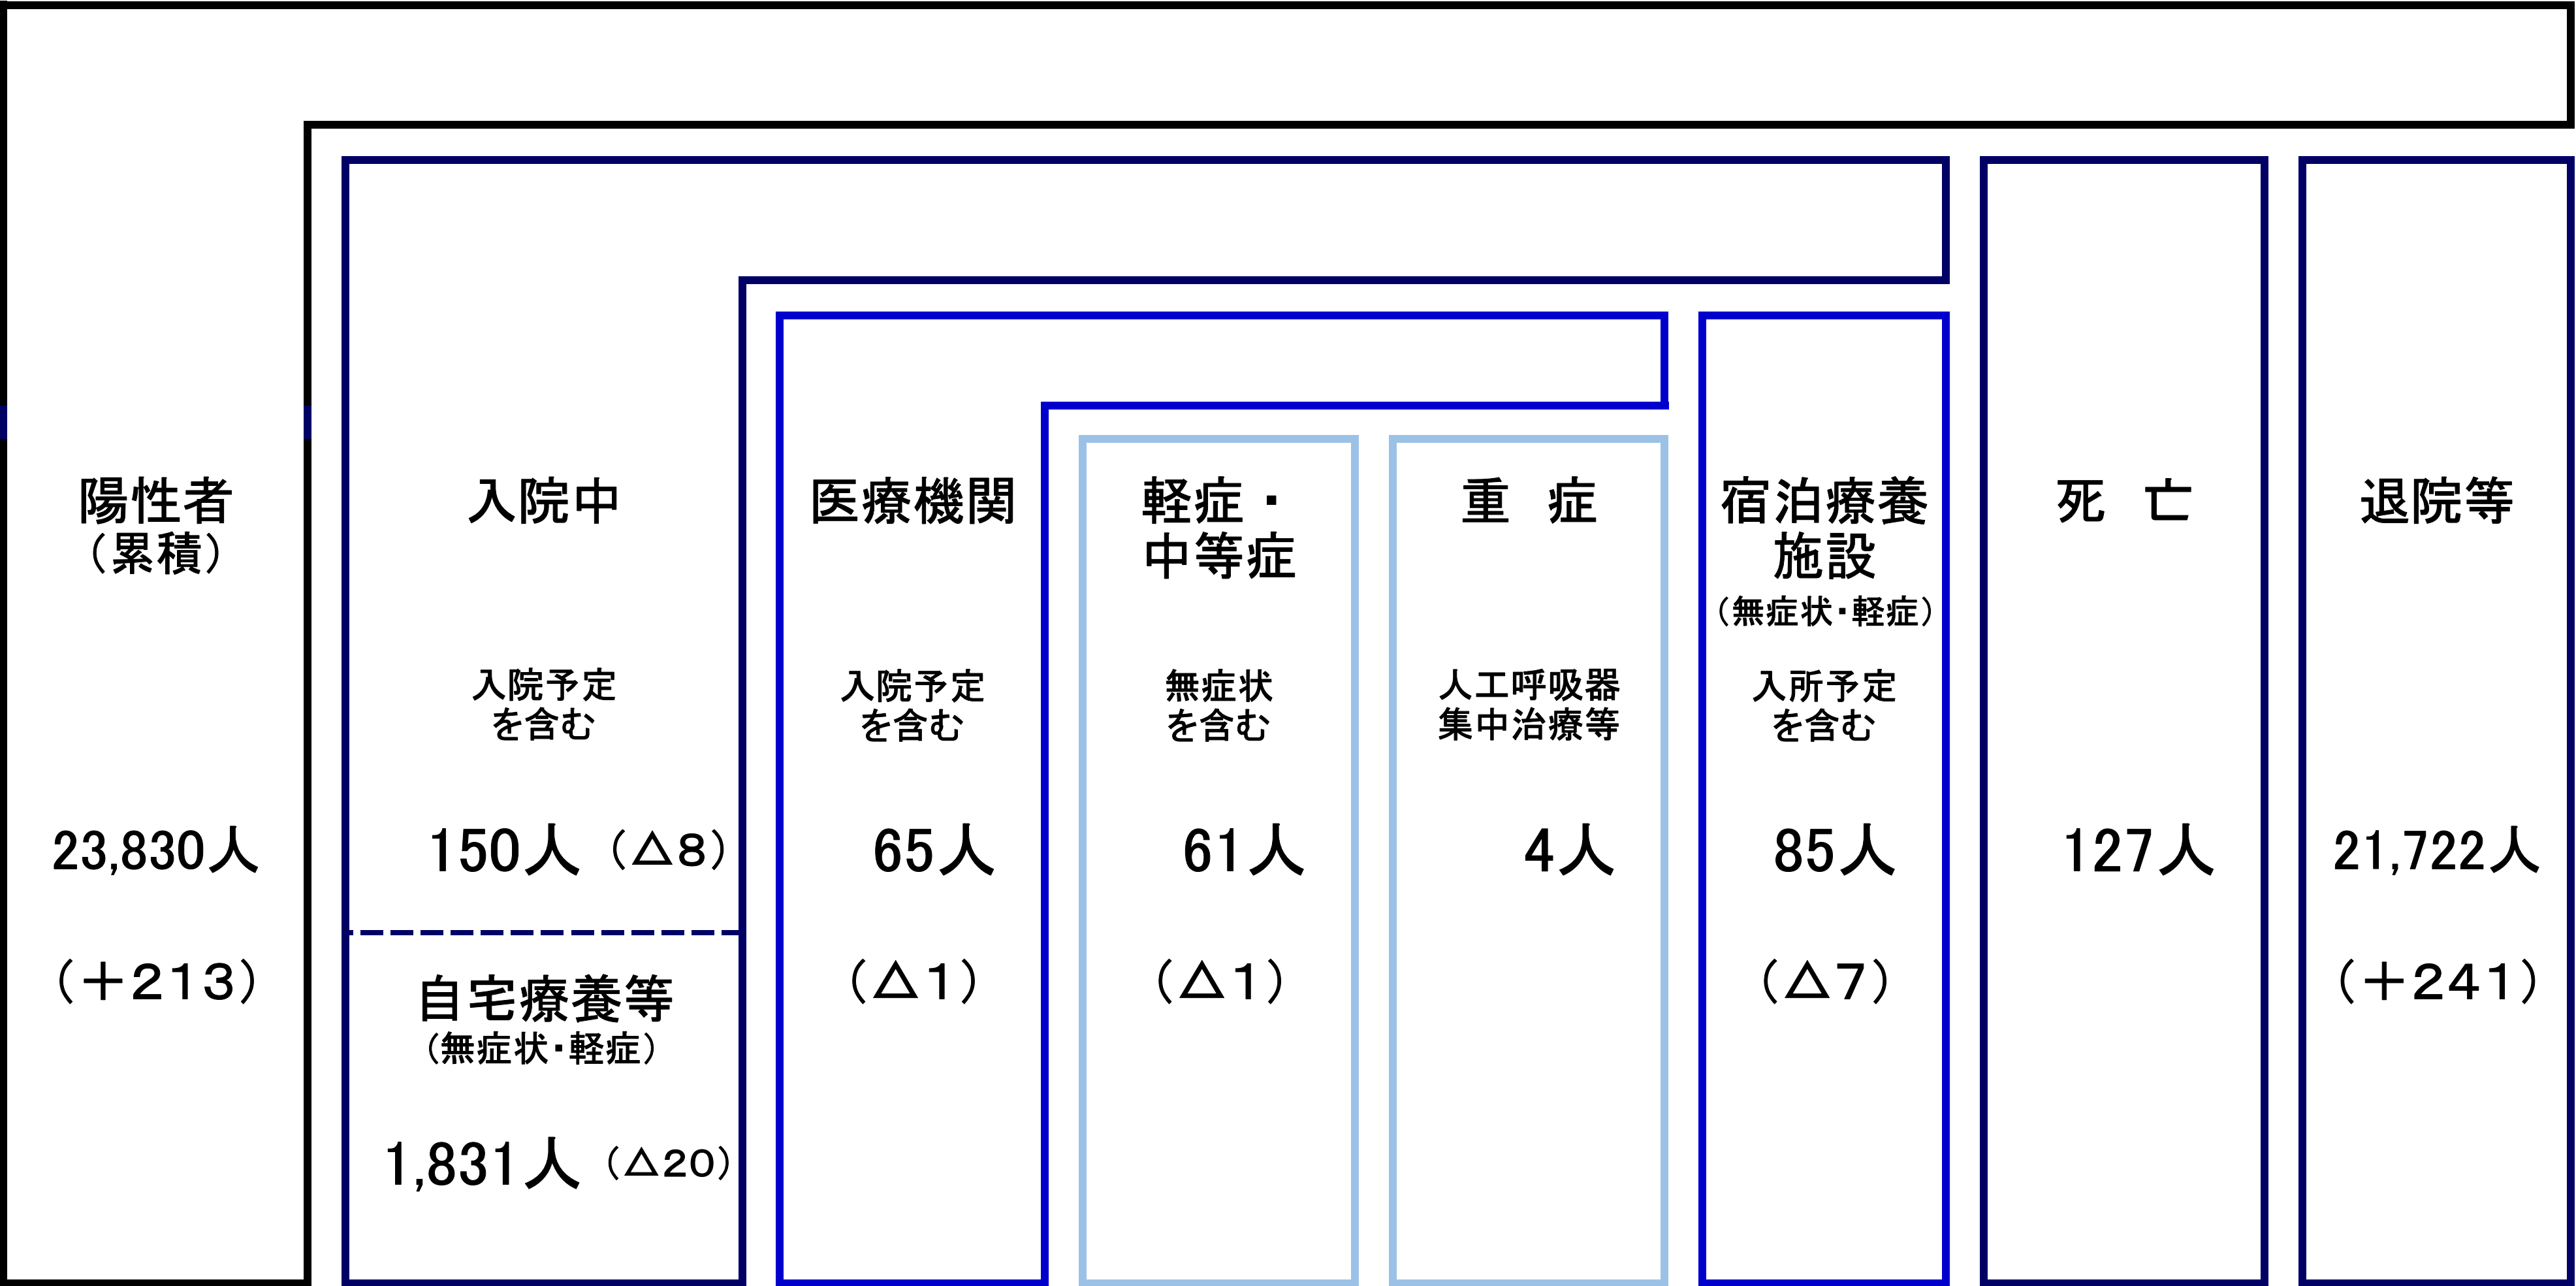 陽性者
（累積）
23,830人
（＋213）
入院中
入院予定
を含む
150人（△8）
自宅療養等
（無症状・軽症）
1,831人（△20）
医療機関
入院予定
を含む
65人
（△1）
軽症・
中等症
無症状
を含む
61人
（△1）
重　症
人工呼吸器
集中治療等
4人
宿泊療養
施設
（無症状・軽症）
入所予定
を含む
85人
（△7）
死　亡
127人
退院等
21,722人
（＋241）